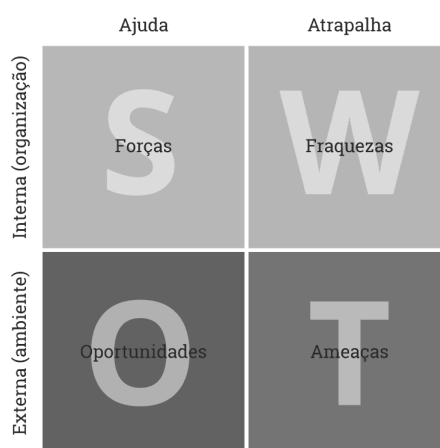 Ajuda
Atrapalha
Interna (organização)
S
Forças
W
Fraquezas
Externa (ambiente)
O
Oportunidades
T
Ameaças